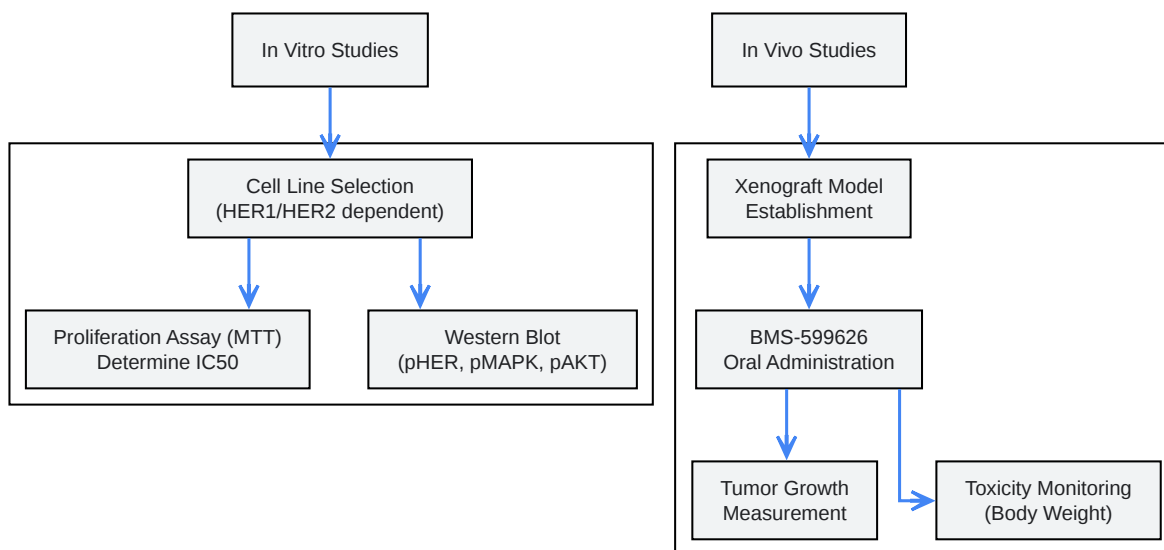 In Vitro Studies
In Vivo Studies
Cell Line Selection
(HER1/HER2 dependent)
Xenograft Model
Establishment
Proliferation Assay (MTT)
Determine IC50
Western Blot
(pHER, pMAPK, pAKT)
BMS-599626
Oral Administration
Tumor Growth
Measurement
Toxicity Monitoring
(Body Weight)